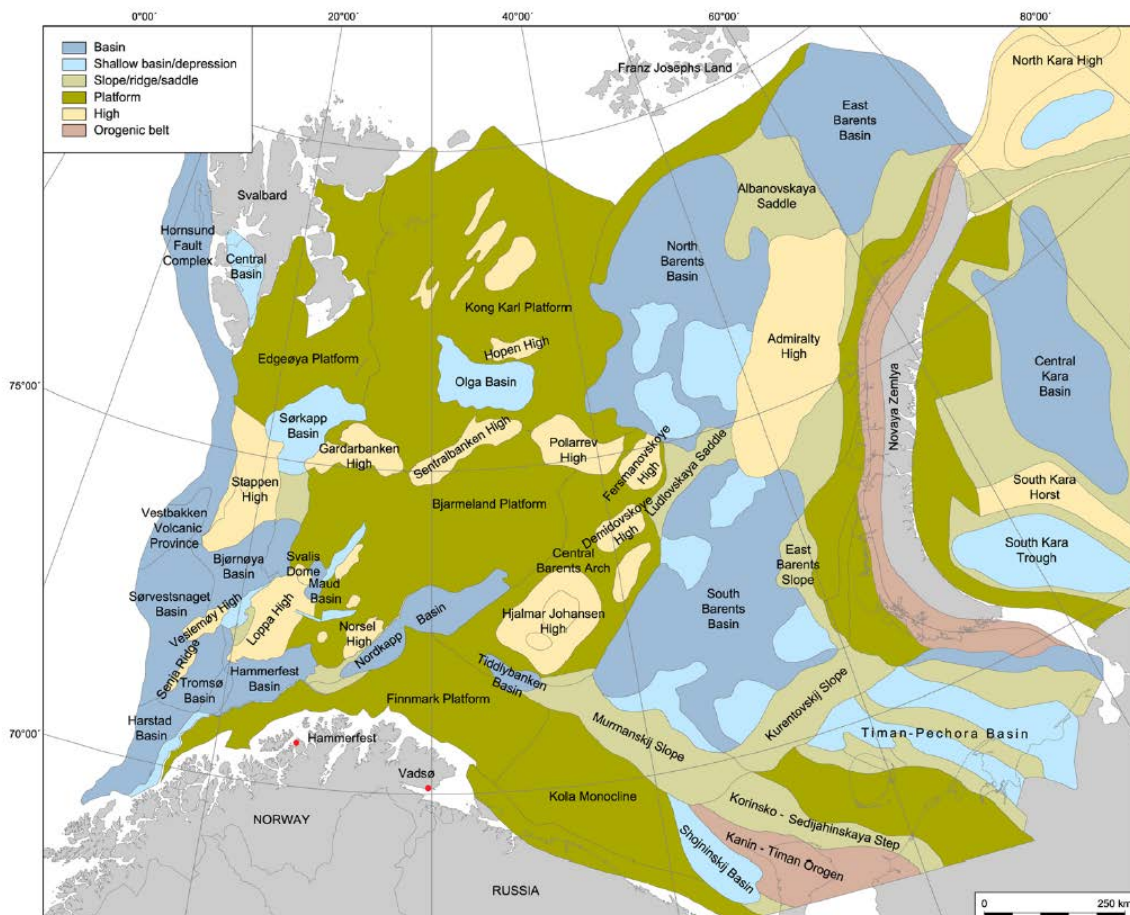 0°00´
20°00´
40°00´
60°00´
80°00´
Basin
Shallow basin/depression
Slope/ridge/saddle
Platform
High
Orogenic belt
Franz Josephs Land
North Kara High
East
Barents
Basin
Svalbard
Albanovskaya
Saddle
Hornsund
Fault
Complex
Central
Basin
North
Barents
Basin
Kong Karl Platform
Edgeøya Platform
Hopen High
Admiralty
High
Olga Basin
Novaya Zemlya
Central
Kara
Basin
75°00´
Sørkapp
Basin
Gardarbanken
High
Sentralbanken High
Polarrev
High
Fersmanovskoye
High
Ludlovskaya Saddle
Stappen
High
South Kara
Horst
Vestbakken
Volcanic
Province
Bjarmeland Platform
Demidovskoye
High
South Kara
Trough
Bjørnøya
Basin
Svalis
Dome
Maud
Basin
Central
Barents Arch
East
Barents
Slope
Sørvestsnaget
Basin
Veslemøy High
Loppa High
Norsel
High
Nordkapp
Basin
Hjalmar Johansen
High
South
Barents
Basin
Senja Ridge
Tromsø
Basin
Hammerfest
Basin
Tiddlybanken
Basin
Finnmark Platform
Murmanskij Slope
Kurentovskij Slope
Harstad
Basin
70°00´
Timan-Pechora Basin
Hammerfest
Vadsø
Kola Monocline
Korinsko - Sedijahinskaya Step
NORWAY
Shojninskij Basin
Kanin - Timan Orogen
RUSSIA
0
250 km